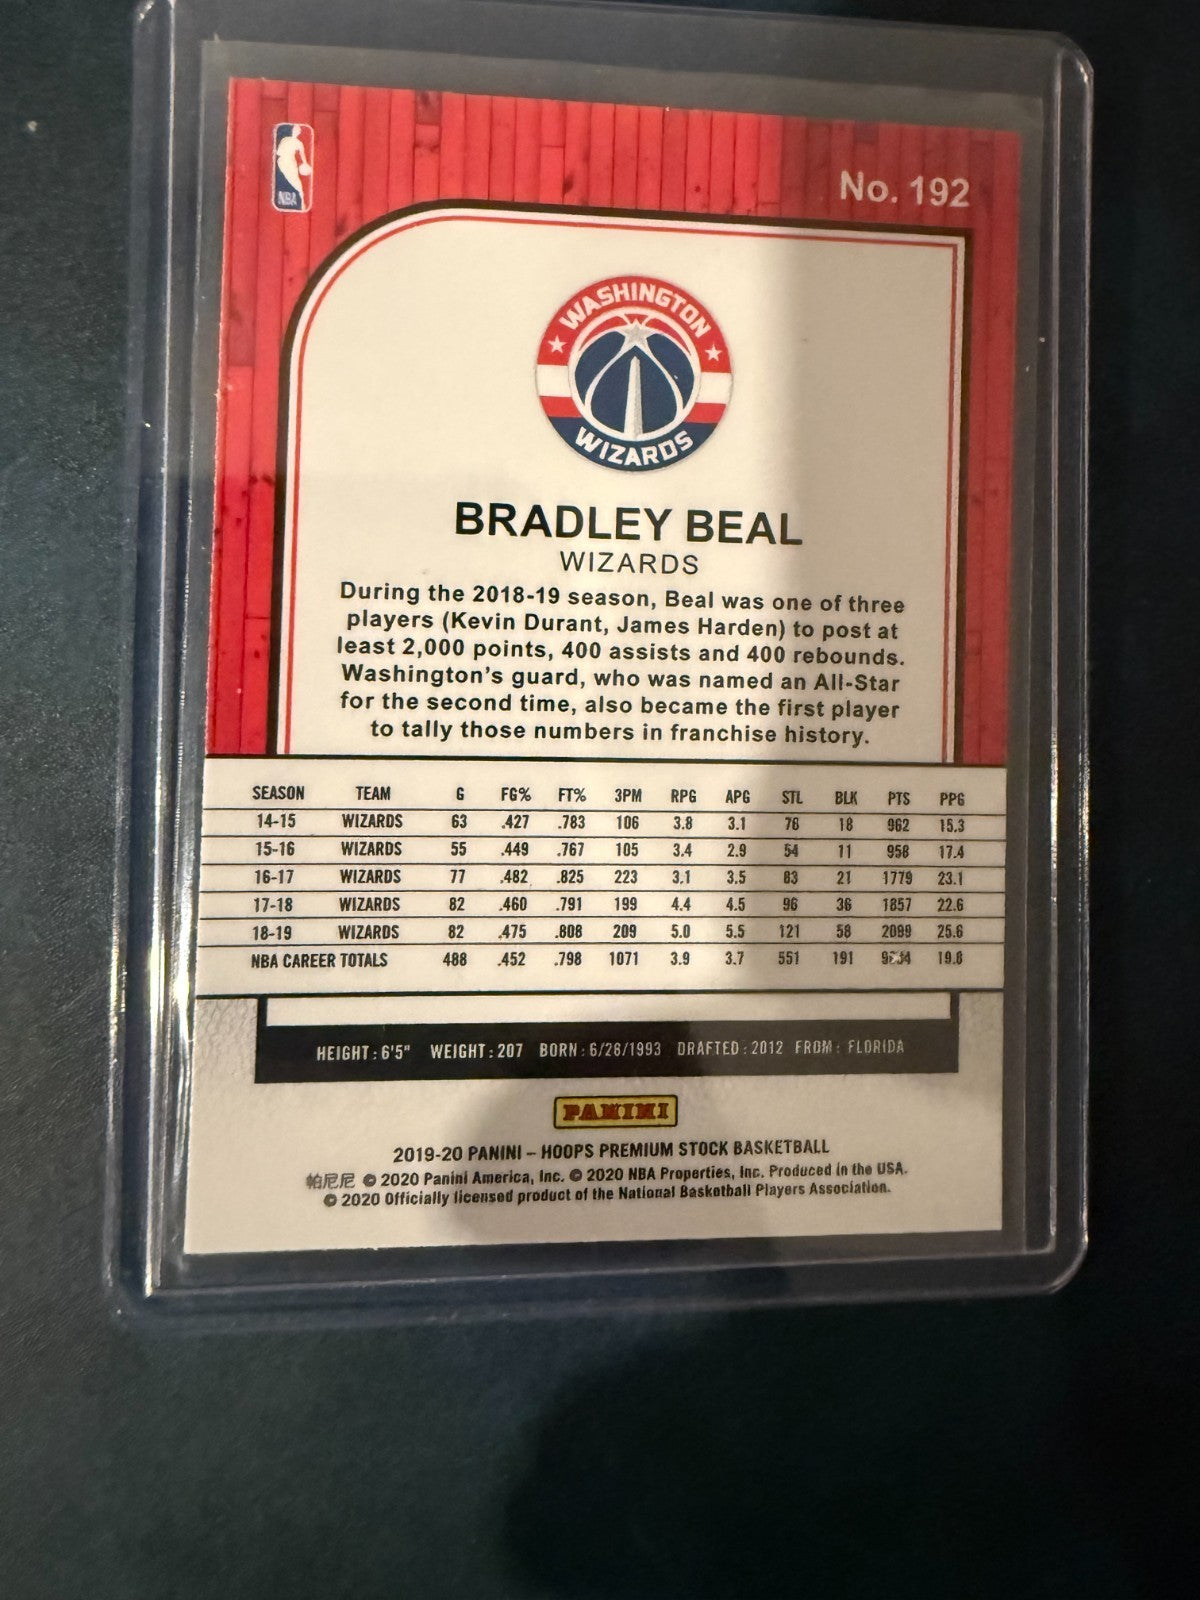 NBA
No. 192
WASHINGTON
WIZARDS
BRADLEY BEAL
WIZARDS
During the 2018-19 season, Beal was one of three
players (Kevin Durant, James Harden) to post at
least 2,000 points, 400 assists and 400 rebounds.
Washington's guard, who was named an All-Star
for the second time, also became the first player
to tally those numbers in franchise history.
SEASON TEAM G FG% FT% 3PM RPG APG STL BLK PTS PPG
14-15 WIZARDS 63 .427 .783 106 3.8 3.1 76 18 962 15.3
15-16 WIZARDS 55 .449 .767 105 3.4 2.9 54 11 958 17.4
16-17 WIZARDS 77 .482 .825 223 3.1 3.5 83 21 1779 23.1
17-18 WIZARDS 82 .460 .791 199 4.4 4.5 96 36 1857 22.6
18-19 WIZARDS 82 .475 .808 209 5.0 5.5 121 58 2099 25.6
NBA CAREER TOTALS 488 .452 .798 1071 3.9 3.7 551 191 19.8
HEIGHT: 6'5" WEIGHT: 207 BORN: 6/28/1993 DRAFTED: 2012 FROM: FLORIDA
PANINI
2019-20 PANINI – HOOPS PREMIUM STOCK BASKETBALL
帕尼尼 © 2020 Panini America, Inc. © 2020 NBA Properties, Inc. Produced in the USA.
© 2020 Officially licensed product of the National Basketball Players Association.